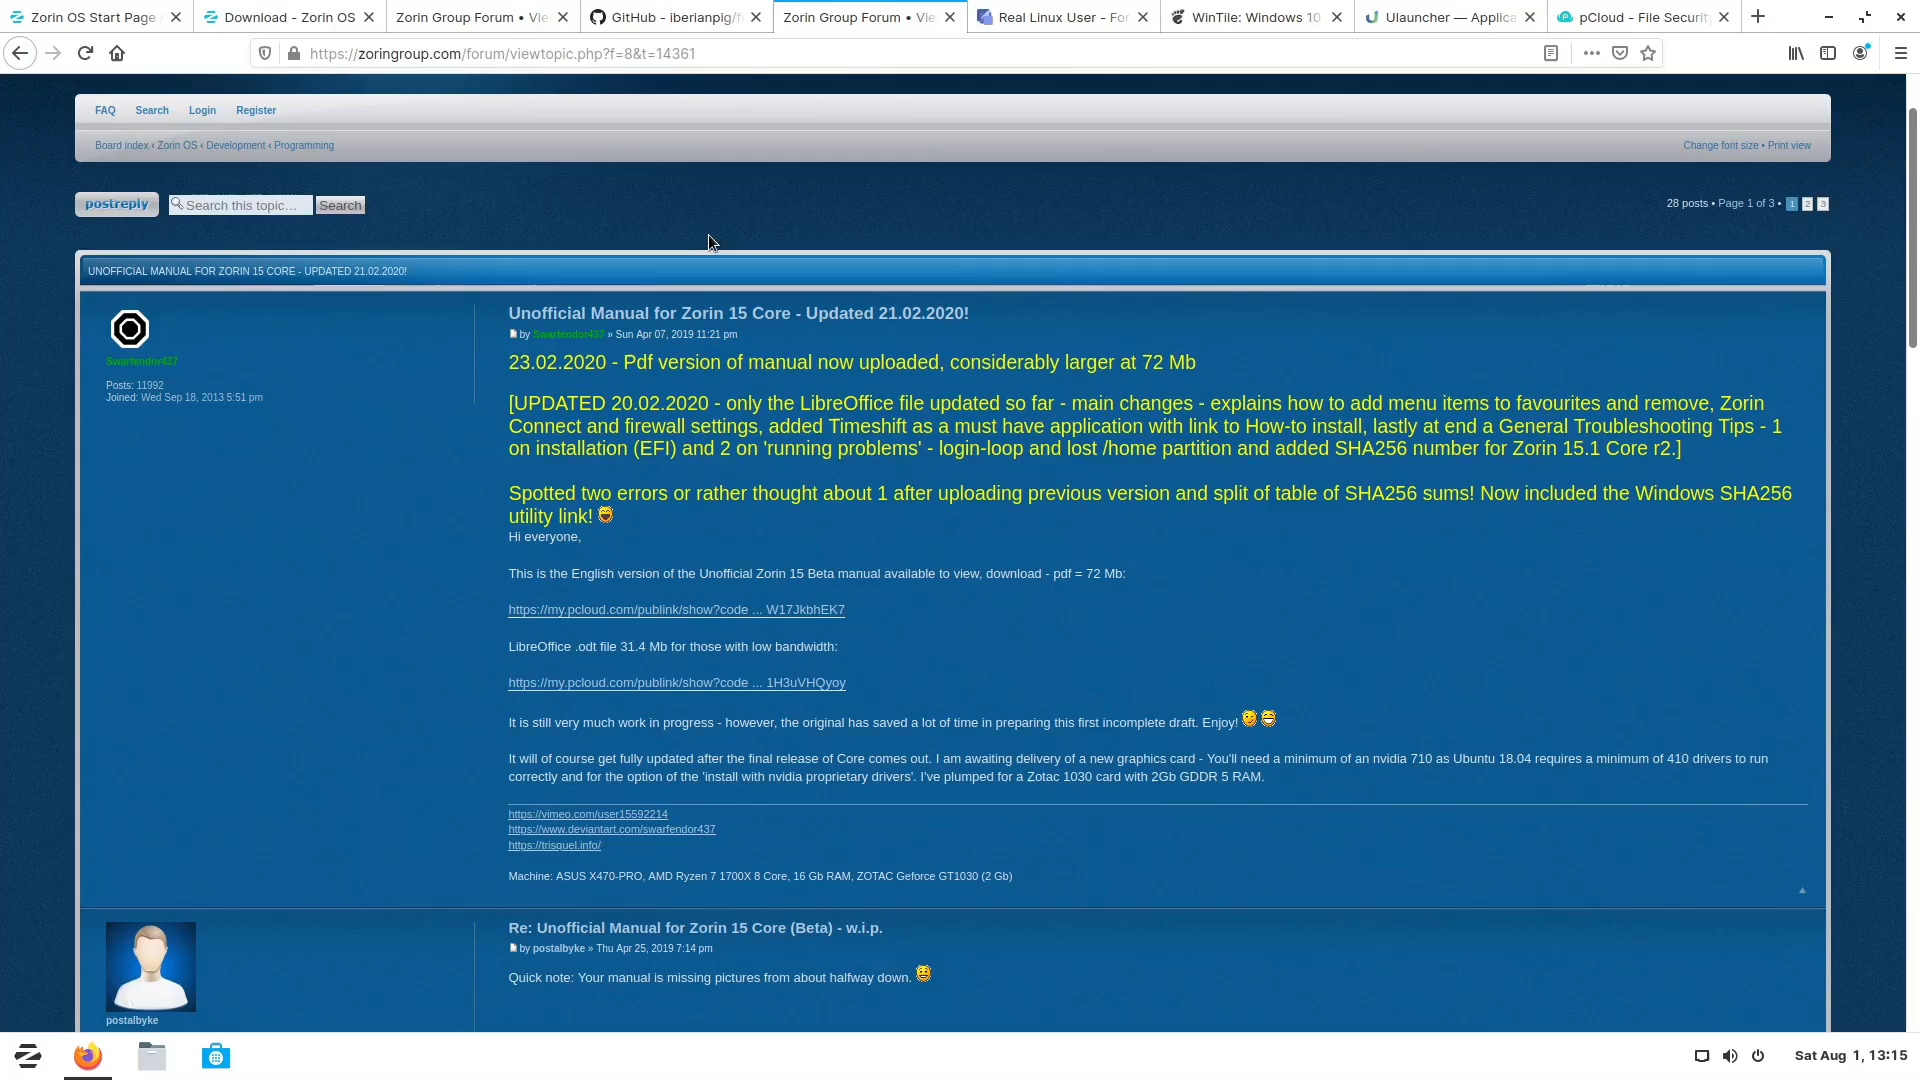 Zorin OS Start Page
Download - Zorin OS
Zorin Group Forum • Vie
GitHub - iberianpig/f
Zorin Group Forum • Vie
Real Linux User - For
WinTile: Windows 10
Ulauncher — Applica
pCloud - File Securit
https://zoringroup.com/forum/viewtopic.php?f=8&t=14361
FAQ Search Login Register
Board index ‹ Zorin OS ‹ Development ‹ Programming
Change font size • Print view
postreply
Search this topic…
Search
28 posts • Page 1 of 3 • 1 2 3
UNOFFICIAL MANUAL FOR ZORIN 15 CORE - UPDATED 21.02.2020!
Swarfendor437
Posts: 11992
Joined: Wed Sep 18, 2013 5:51 pm
Unofficial Manual for Zorin 15 Core - Updated 21.02.2020!
by Swarfendor437 » Sun Apr 07, 2019 11:21 pm
23.02.2020 - Pdf version of manual now uploaded, considerably larger at 72 Mb
[UPDATED 20.02.2020 - only the LibreOffice file updated so far - main changes - explains how to add menu items to favourites and remove, Zorin
Connect and firewall settings, added Timeshift as a must have application with link to How-to install, lastly at end a General Troubleshooting Tips - 1
on installation (EFI) and 2 on 'running problems' - login-loop and lost /home partition and added SHA256 number for Zorin 15.1 Core r2.]
Spotted two errors or rather thought about 1 after uploading previous version and split of table of SHA256 sums! Now included the Windows SHA256
utility link!
Hi everyone,
This is the English version of the Unofficial Zorin 15 Beta manual available to view, download - pdf = 72 Mb:
https://my.pcloud.com/publink/show?code ... W17JkbhEK7
LibreOffice .odt file 31.4 Mb for those with low bandwidth:
https://my.pcloud.com/publink/show?code ... 1H3uVHQyoy
It is still very much work in progress - however, the original has saved a lot of time in preparing this first incomplete draft. Enjoy!
It will of course get fully updated after the final release of Core comes out. I am awaiting delivery of a new graphics card - You'll need a minimum of an nvidia 710 as Ubuntu 18.04 requires a minimum of 410 drivers to run
correctly and for the option of the 'install with nvidia proprietary drivers'. I've plumped for a Zotac 1030 card with 2Gb GDDR 5 RAM.
https://vimeo.com/user15592214
https://www.deviantart.com/swarfendor437
https://trisquel.info/
Machine: ASUS X470-PRO, AMD Ryzen 7 1700X 8 Core, 16 Gb RAM, ZOTAC Geforce GT1030 (2 Gb)
postalbyke
Re: Unofficial Manual for Zorin 15 Core (Beta) - w.i.p.
by postalbyke » Thu Apr 25, 2019 7:14 pm
Quick note: Your manual is missing pictures from about halfway down.
Sat Aug 1, 13:15